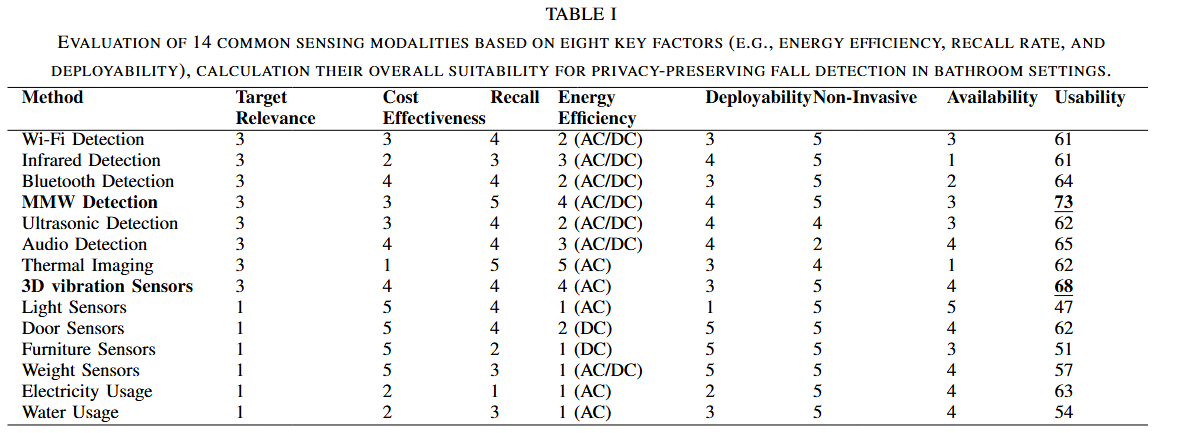 TABLE I
EVALUATION OF 14 COMMON SENSING MODALITIES BASED ON EIGHT KEY FACTORS (E.G., ENERGY EFFICIENCY, RECALL RATE, AND
DEPLOYABILITY), CALCULATION THEIR OVERALL SUITABILITY FOR PRIVACY-PRESERVING FALL DETECTION IN BATHROOM SETTINGS.
Method Target Relevance Cost Effectiveness Recall Energy Efficiency Deployability Non-Invasive Availability Usability
Wi-Fi Detection 3 3 4 2 (AC/DC) 3 5 3 61
Infrared Detection 3 2 3 3 (AC/DC) 4 5 1 61
Bluetooth Detection 3 4 4 2 (AC/DC) 3 5 2 64
MMW Detection 3 3 5 4 (AC/DC) 4 5 3 73
Ultrasonic Detection 3 3 4 2 (AC/DC) 4 4 3 62
Audio Detection 3 4 4 3 (AC/DC) 4 2 4 65
Thermal Imaging 3 1 5 5 (AC) 3 4 1 62
3D vibration Sensors 3 4 4 4 (AC) 3 5 4 68
Light Sensors 1 5 4 1 (AC) 1 5 5 47
Door Sensors 1 5 4 2 (DC) 5 5 4 62
Furniture Sensors 1 5 2 1 (DC) 5 5 3 51
Weight Sensors 1 5 3 1 (AC/DC) 5 5 4 57
Electricity Usage 1 2 1 1 (AC) 2 5 4 63
Water Usage 1 2 3 1 (AC) 3 5 4 54